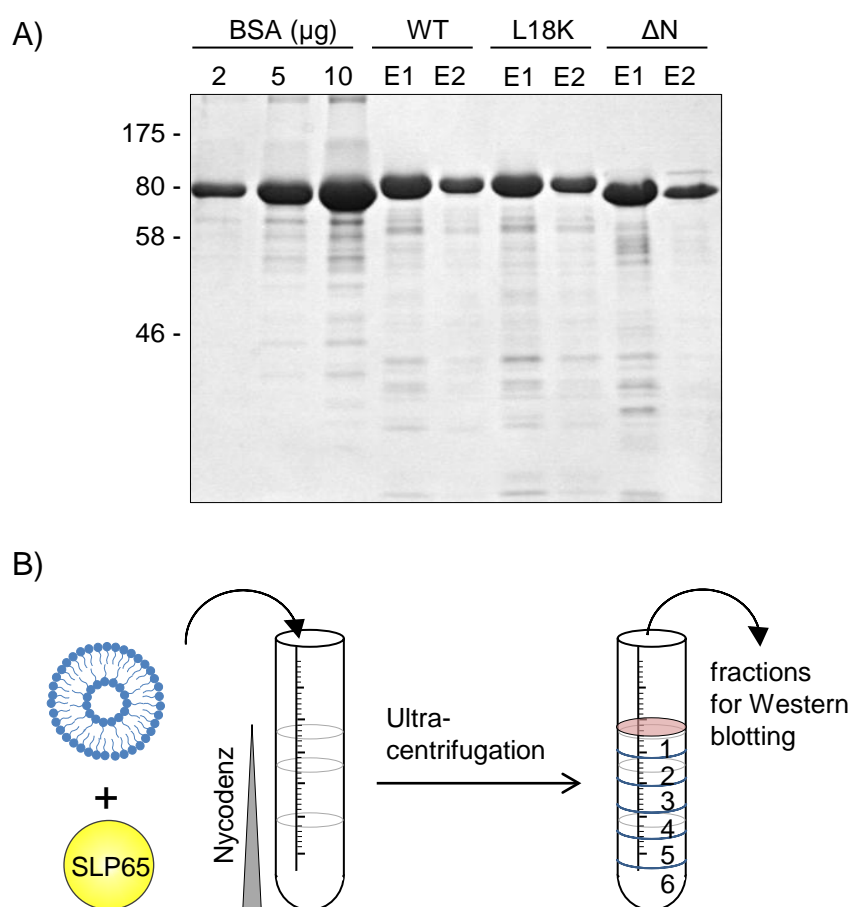 A)
BSA (µg) WT L18K ΔN
2 5 10 E1 E2 E1 E2 E1 E2
175 -
80 -
58 -
46 -
B)
Nycodenz
Ultra-
centrifugation
fractions
for Western
blotting
+
SLP65
1
2
3
4
5
6